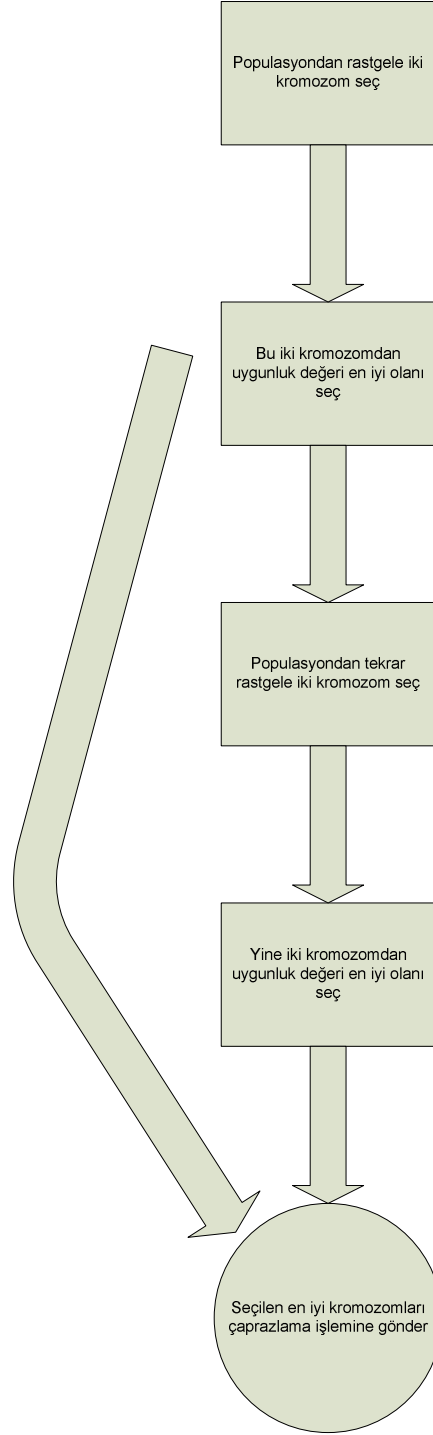 Populasyondan rastgele iki
kromozom seç
Bu iki kromozomdan
uygunluk değeri en iyi olanı
seç
Populasyondan tekrar
rastgele iki kromozom seç
Yine iki kromozomdan
uygunluk değeri en iyi olanı
seç
Seçilen en iyi kromozomları
çaprazlama işlemine gönder